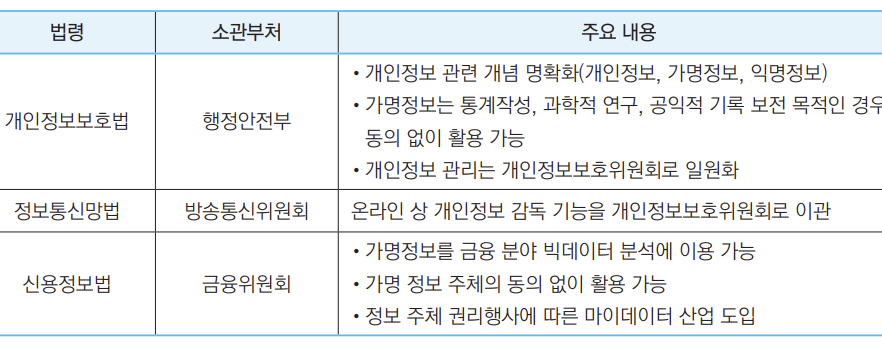 법령 소관부처 주요 내용
개인정보보호법 행정안전부
• 개인정보 관련 개념 명확화(개인정보, 가명정보, 익명정보)
• 가명정보는 통계작성, 과학적 연구, 공익적 기록 보전 목적인 경우
동의 없이 활용 가능
• 개인정보 관리는 개인정보보호위원회로 일원화
정보통신망법 방송통신위원회 온라인 상 개인정보 감독 기능을 개인정보보호위원회로 이관
신용정보법 금융위원회
• 가명정보를 금융 분야 빅데이터 분석에 이용 가능
• 가명 정보 주체의 동의 없이 활용 가능
• 정보 주체 권리행사에 따른 마이데이터 산업 도입